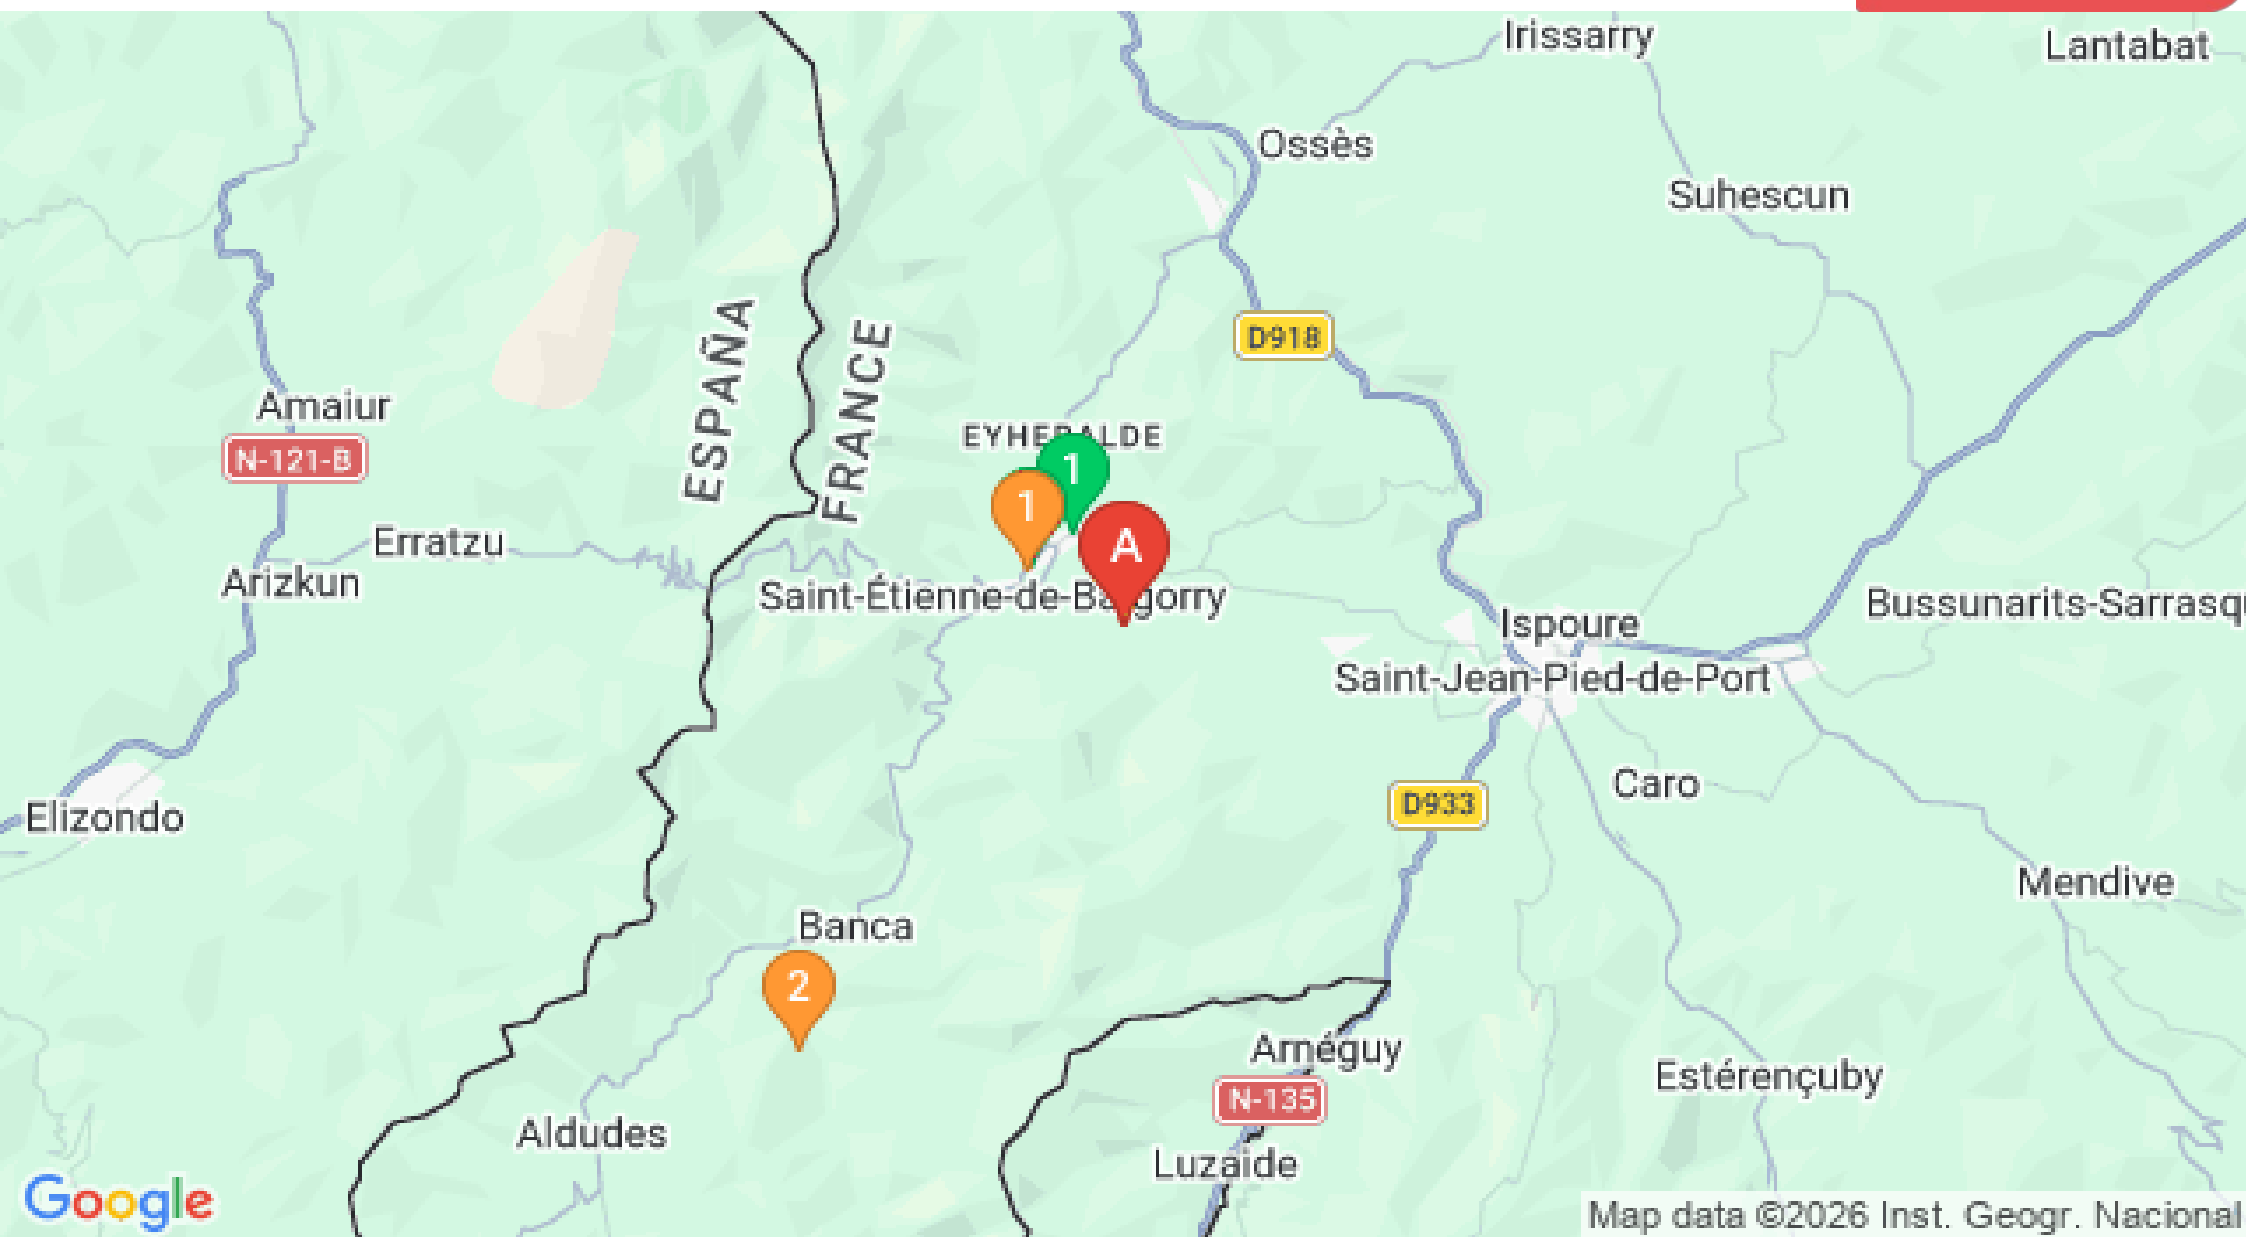 Irissarry
Lantabat
Ossès
Suhescun
ESPAÑA
FRANCE
D918
Amaiur
N-121-B
EYHERALDE
1
1
A
Erratzu
Arizkun
Saint-Étienne-de-Baïgorry
Bussunarits-Sarrasqu
Ispoure
Saint-Jean-Pied-de-Port
Caro
D933
Elizondo
Mendive
Banca
2
Arnéguy
Estérençuby
N-135
Aldudes
Luzaide
Google
Map data ©2026 Inst. Geogr. Nacional